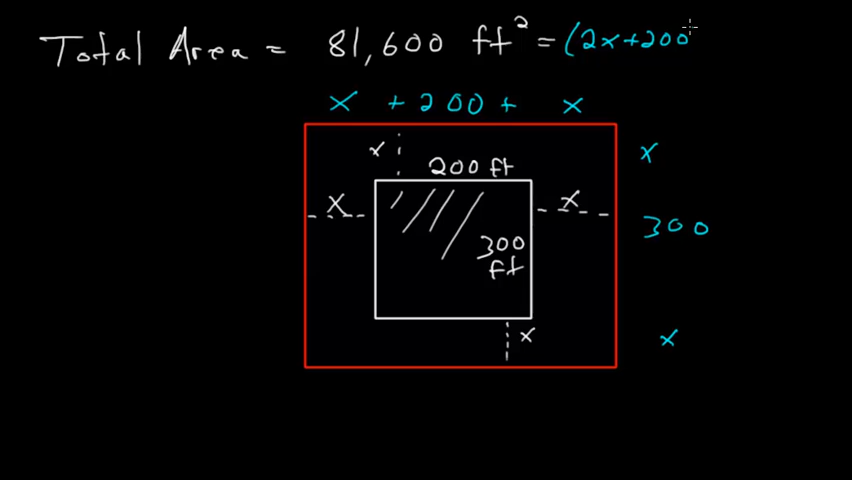 Total Area = 81,600 ft² = (2x+200
x + 200 + x
x
x
200 ft
x
x
300
300
ft
x
x